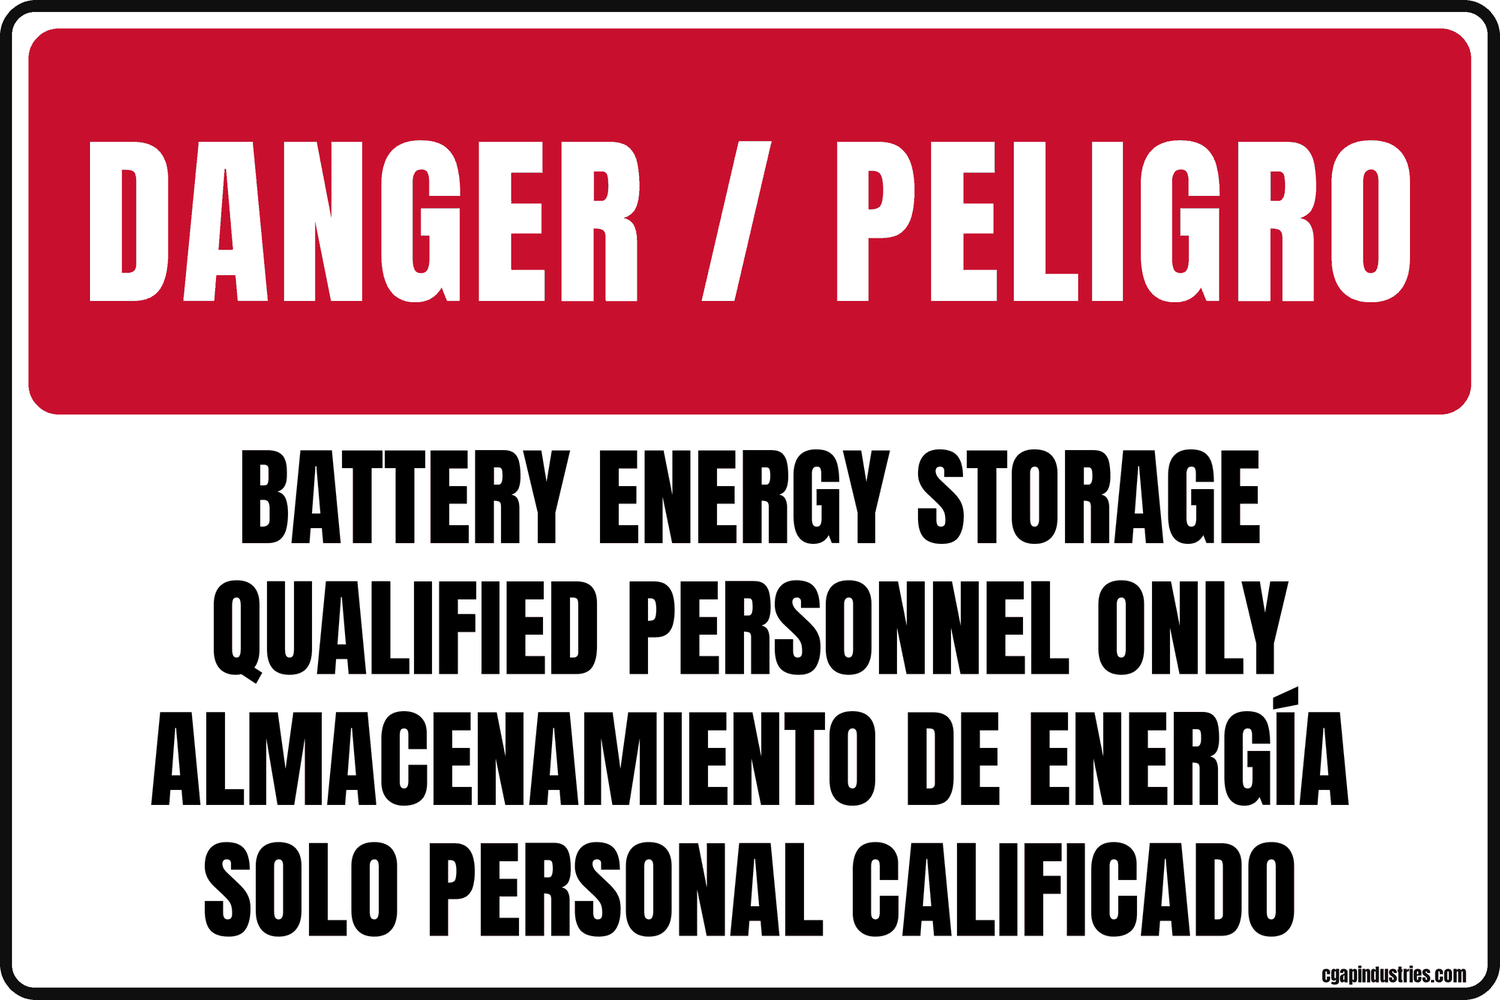 DANGER / PELIGRO
BATTERY ENERGY STORAGE
QUALIFIED PERSONNEL ONLY
ALMACENAMIENTO DE ENERGÍA
SOLO PERSONAL CALIFICADO
cgapindustries.com